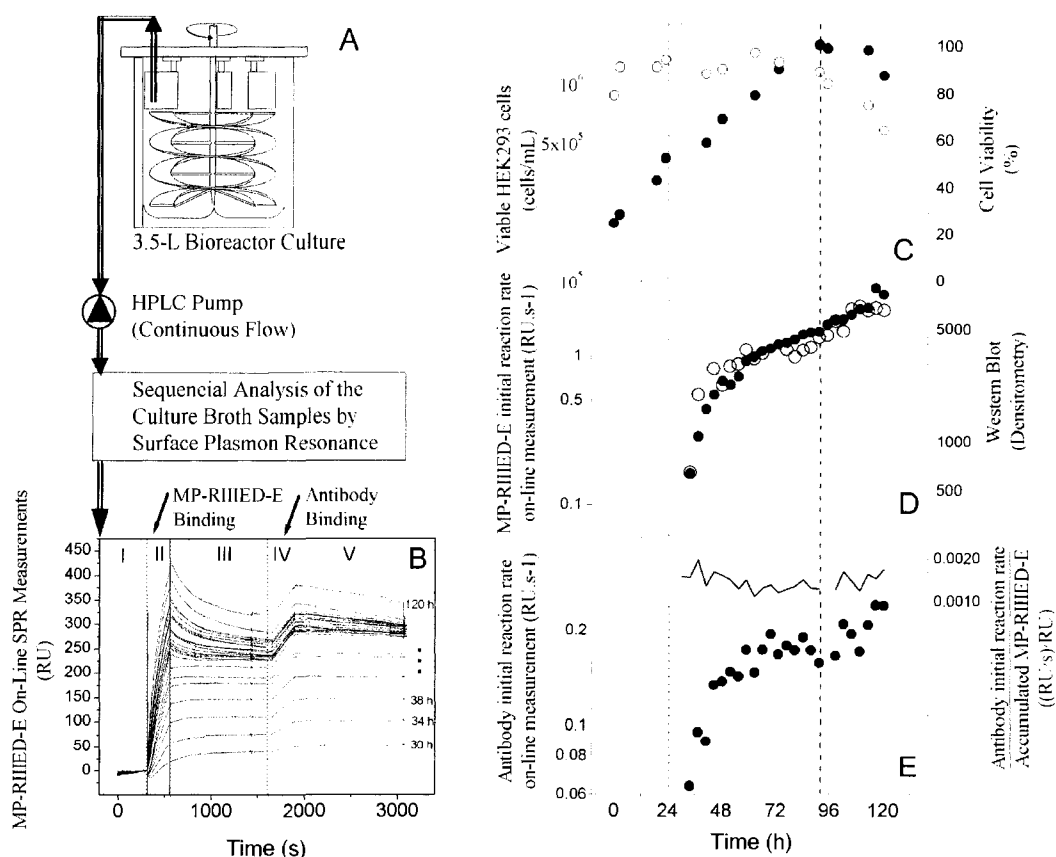 A
3.5-L Bioreactor Culture
HPLC Pump
(Continuous Flow)
Sequencial Analysis of the
Culture Broth Samples by
Surface Plasmon Resonance
MP-RIIIED-E
Binding
Antibody
Binding
MP-RIIIED-E On-Line SPR Measurements
(RU)
450
400
350
300
250
200
150
100
50
0
I
II
III
IV
V
B
120 h
38 h
34 h
30 h
0
1000
2000
3000
Time (s)
Viable HEK293 cells
(cells/mL)
10⁶
5x10⁵
10⁵
100
80
60
40
20
0
Cell Viability
(%)
C
MP-RIIIED-E initial reaction rate
on-line measurement (RU.s-1)
1
0.5
0.1
5000
1000
500
Western Blot
(Densitometry)
D
Antibody initial reaction rate
on-line measurement (RU.s-1)
0.2
0.1
0.08
0.06
0.0020
0.0010
Antibody initial reaction rate
Accumulated MP-RIIIED-E
((RU·s)·RU)
E
0
24
48
72
96
120
Time (h)